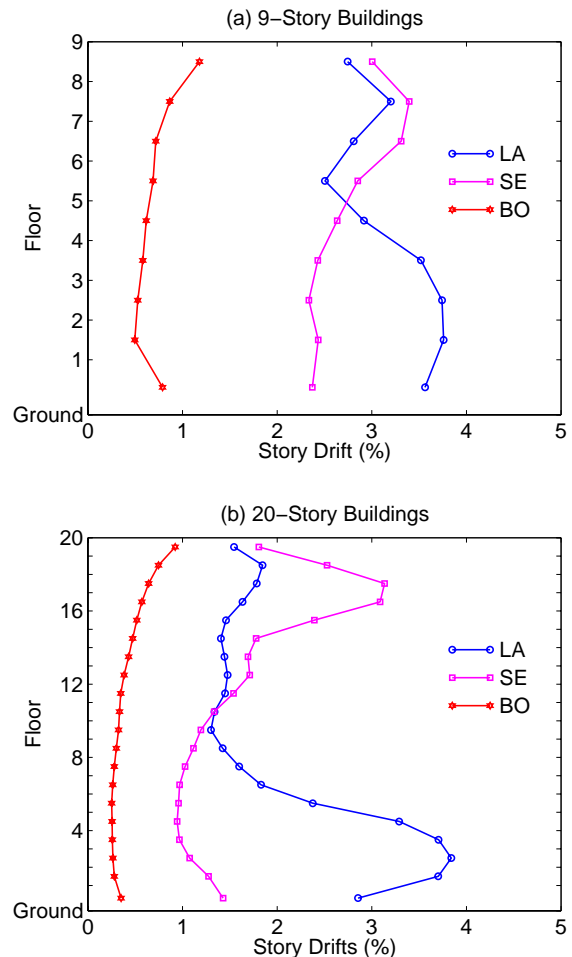 (a) 9−Story Buildings
9
8
7
6
5
4
3
2
1
Ground
Floor
LA
SE
BO
0 1 2 3 4 5
Story Drift (%)
(b) 20−Story Buildings
20
16
12
8
4
Ground
Floor
LA
SE
BO
0 1 2 3 4 5
Story Drifts (%)